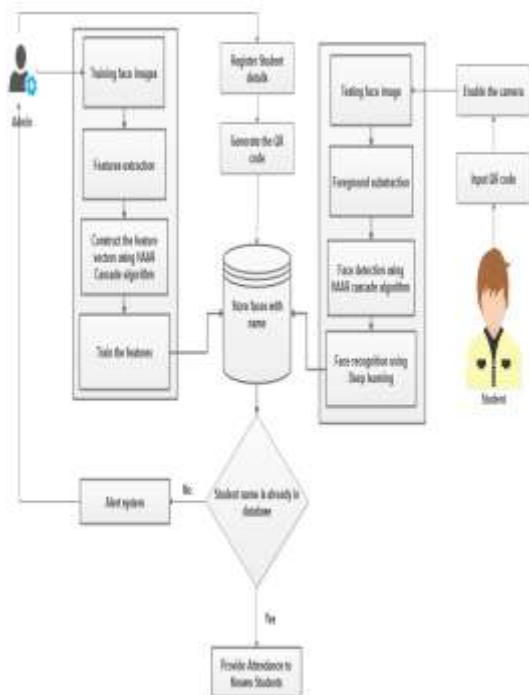 Admin
Training face images
Features extraction
Construct the feature
vectors using HAAR
Cascade algorithm
Train the features
Register Student
details
Generate the QR
code
Store faces with
name
Testing face image
Foreground substraction
Face detection using
HAAR cascade algorithm
Face recognition using
Deep learning
Enable the camera
Input QR code
Student
Student name is already in
database
No
Alert system
Yes
Provide Attendance to
Known Students